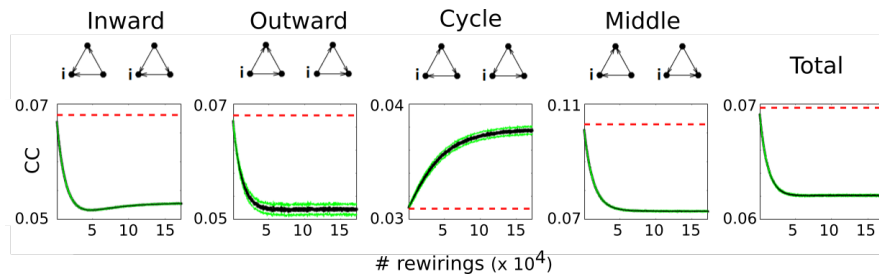 Inward Outward Cycle Middle Total
i i i i i i i i
CC
0.07 0.07 0.04 0.11 0.07
0.05 0.05 0.03 0.07 0.06
5 10 15 5 10 15 5 10 15 5 10 15 5 10 15
# rewirings (x 10^4)